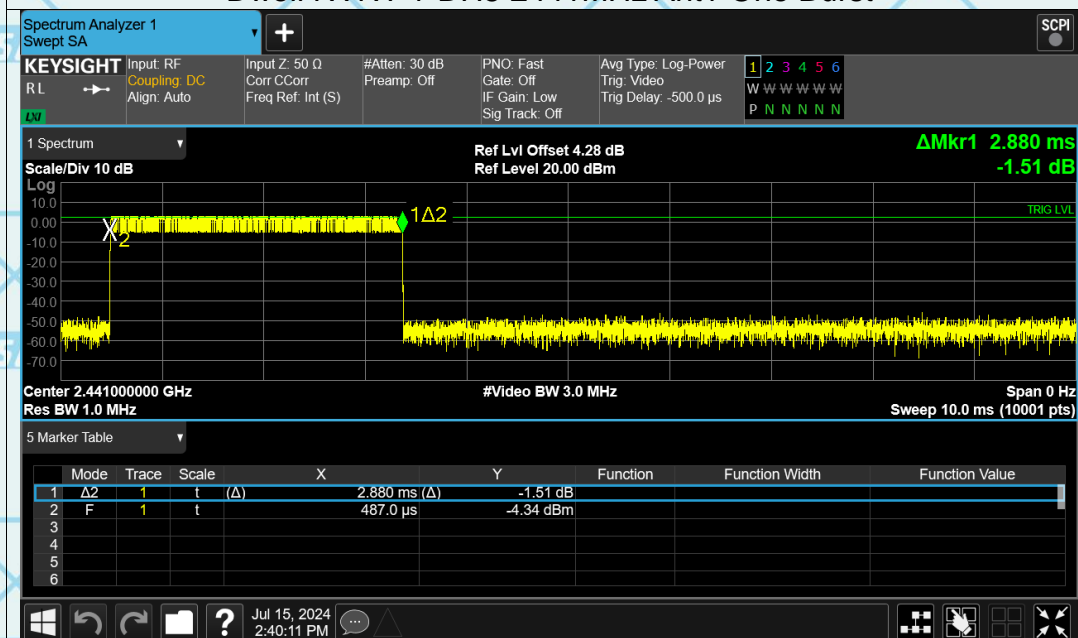 Spectrum Analyzer 1
Swept SA
+
SCPI
KEYSIGHT
RL
LXI
Input: RF
Coupling: DC
Align: Auto
Input Z: 50 Ω
Corr CCorr
Freq Ref: Int (S)
#Atten: 30 dB
Preamp: Off
PNO: Fast
Gate: Off
IF Gain: Low
Sig Track: Off
Avg Type: Log-Power
Trig: Video
Trig Delay: -500.0 µs
1 2 3 4 5 6
W W W W W W
P N N N N N
1 Spectrum
Scale/Div 10 dB
Ref Lvl Offset 4.28 dB
Ref Level 20.00 dBm
ΔMkr1 2.880 ms
-1.51 dB
Log
10.0
0.00
-10.0
-20.0
-30.0
-40.0
-50.0
-60.0
-70.0
2
1Δ2
TRIG LVL
Center 2.441000000 GHz
#Video BW 3.0 MHz
Span 0 Hz
Res BW 1.0 MHz
Sweep 10.0 ms (10001 pts)
5 Marker Table
Mode Trace Scale X Y Function Function Width Function Value
1 Δ2 1 t (Δ) 2.880 ms (Δ) -1.51 dB
2 F 1 t 487.0 µs -4.34 dBm
3
4
5
6
?
Jul 15, 2024
2:40:11 PM